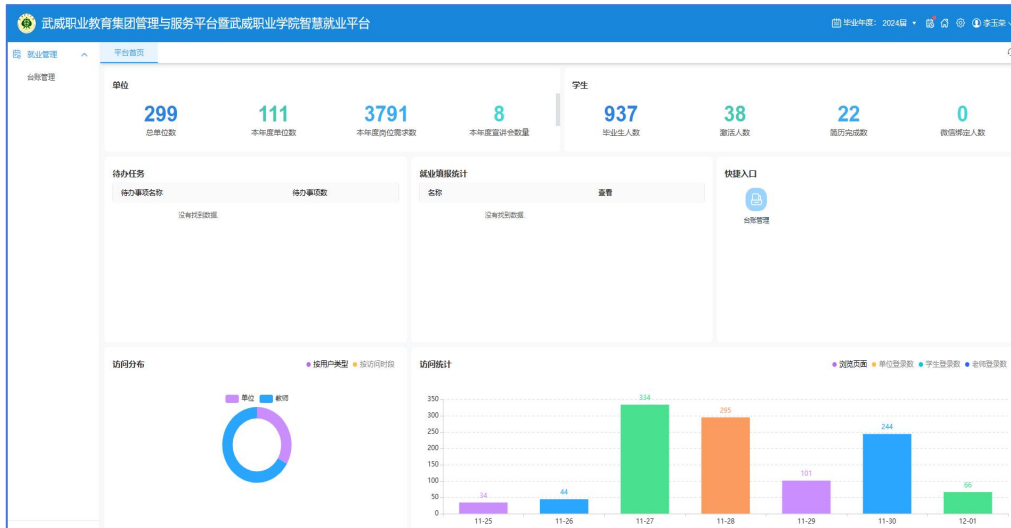 武威职业教育集团管理与服务平台暨武威职业学院智慧就业平台
毕业年度： 2024届
李玉荣
就业管理
台账管理
平台首页
单位
299
总单位数
111
本年度单位数
3791
本年度岗位需求数
8
本年度宣讲会数量
学生
937
毕业生人数
38
激活人数
22
简历完成数
0
微信绑定人数
待办任务
待办事项名称 待办事项数
没有找到数据.
就业填报统计
名称 查看
没有找到数据.
快捷入口
台账管理
访问分布
按用户类型 按访问时段
单位 教师
访问统计
浏览页面 单位登录数 学生登录数 老师登录数
350
300
250
200
150
100
50
0
34
44
334
295
101
244
66
11-25 11-26 11-27 11-28 11-29 11-30 12-01